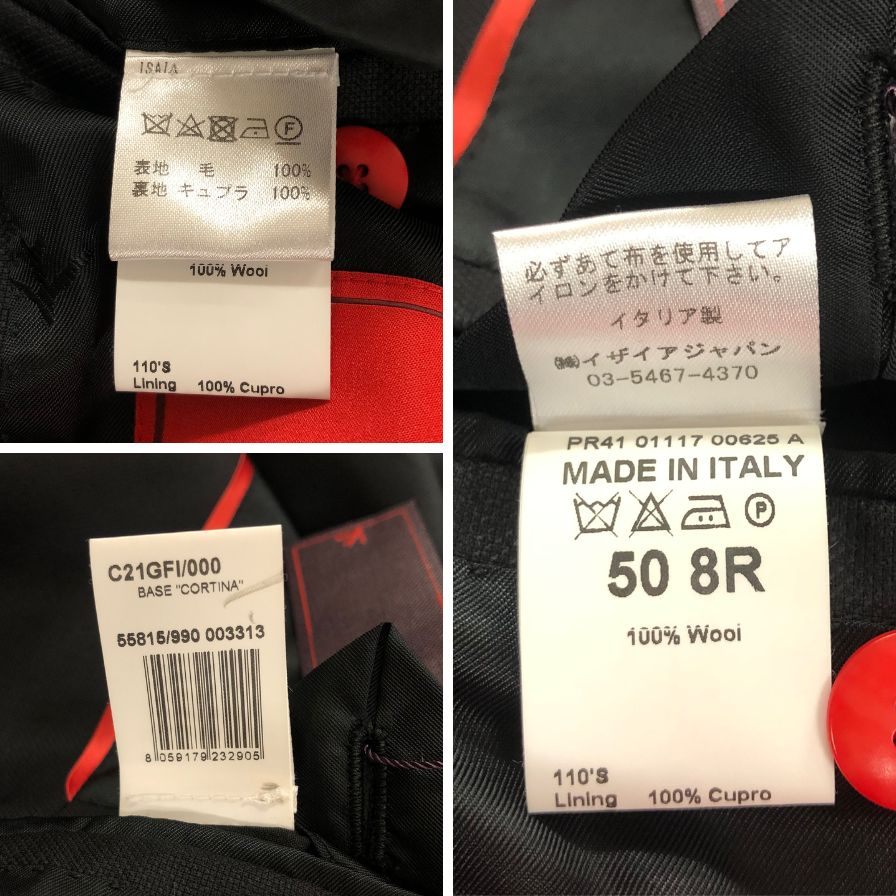 ISAIA
F
表地 毛 100%
裏地 キュプラ 100%
100% Wool
110'S
Lining 100% Cupro
必ずあて布を使用してア
イロンをかけて下さい。
イタリア製
㈱イザイアジャパン
03-5467-4370
PR41 01117 00625 A
MADE IN ITALY
P
50 8R
100% Wool
110'S
Lining 100% Cupro
C21GFI/000
BASE "CORTINA"
55815/990 003313
8 059179 232905